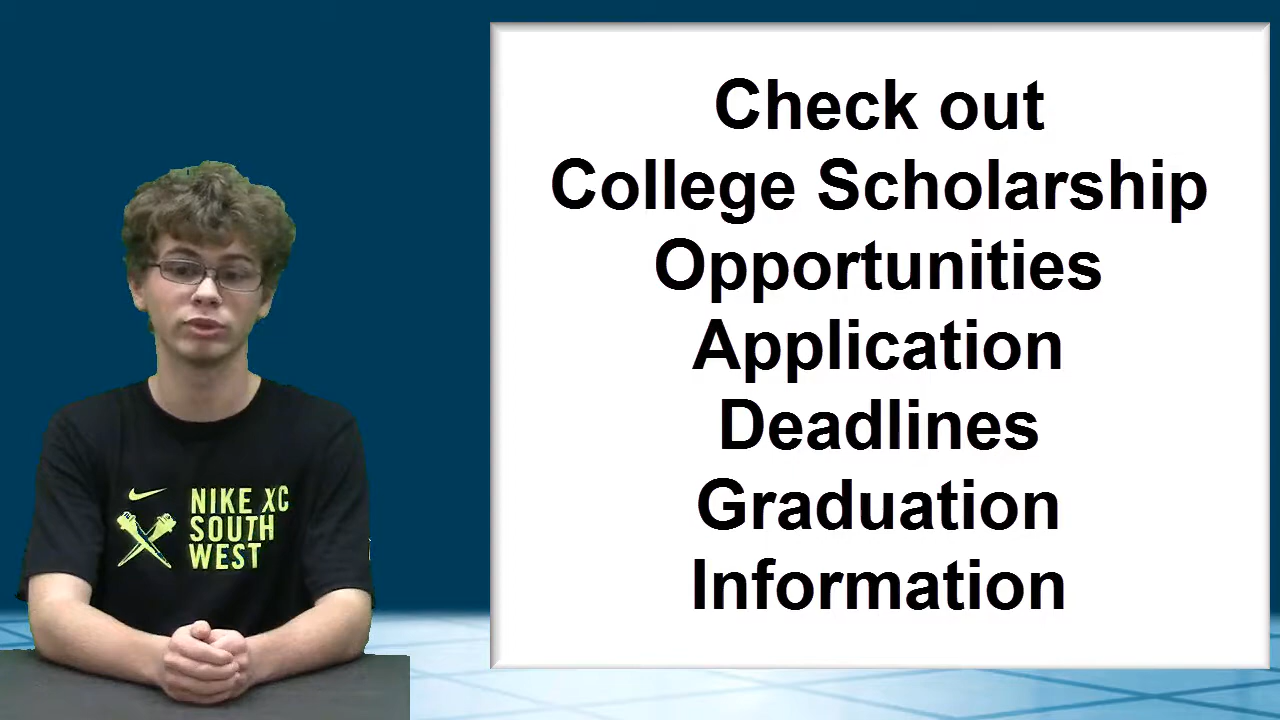 Check out
College Scholarship
Opportunities
Application
Deadlines
Graduation
Information
NIKE XC
SOUTH
WEST